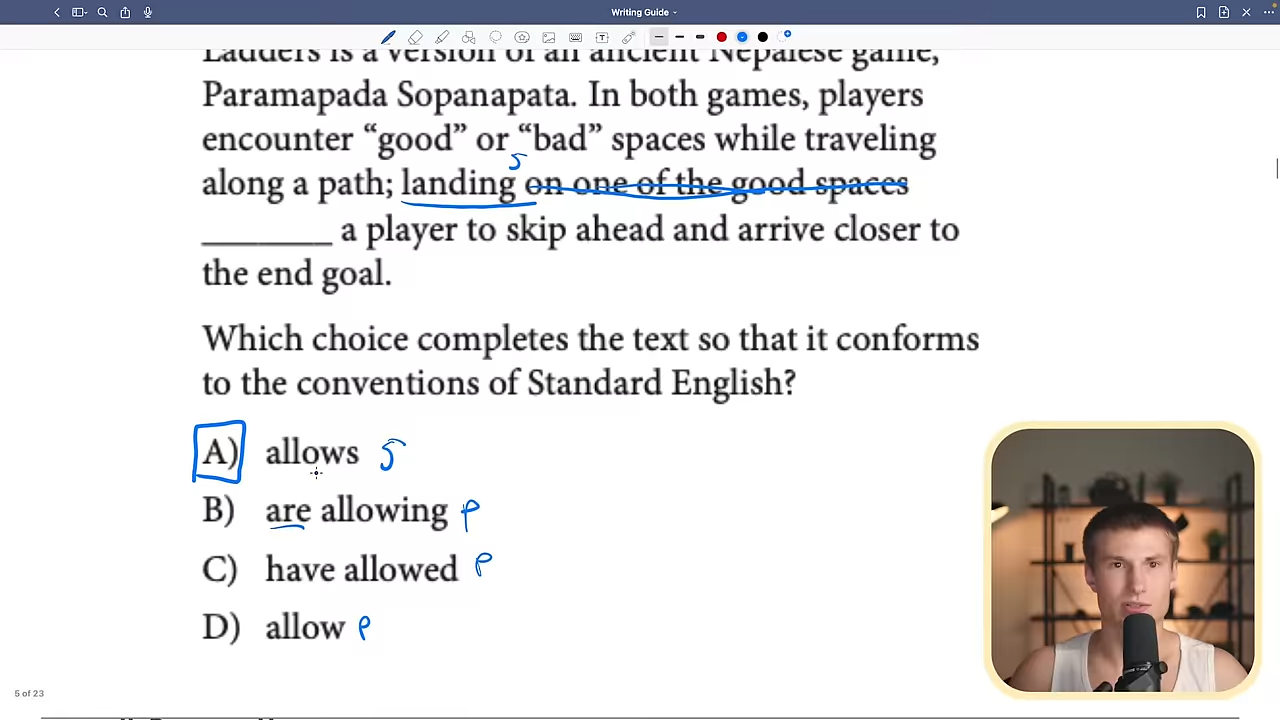 Writing Guide
Ladders is a version of an ancient Nepalese game,
Paramapada Sopanapata. In both games, players
encounter “good” or “bad” spaces while traveling
S
along a path; landing on one of the good spaces
_______ a player to skip ahead and arrive closer to
the end goal.
Which choice completes the text so that it conforms
to the conventions of Standard English?
A) allows S
B) are allowing P
C) have allowed P
D) allow P
5 of 23